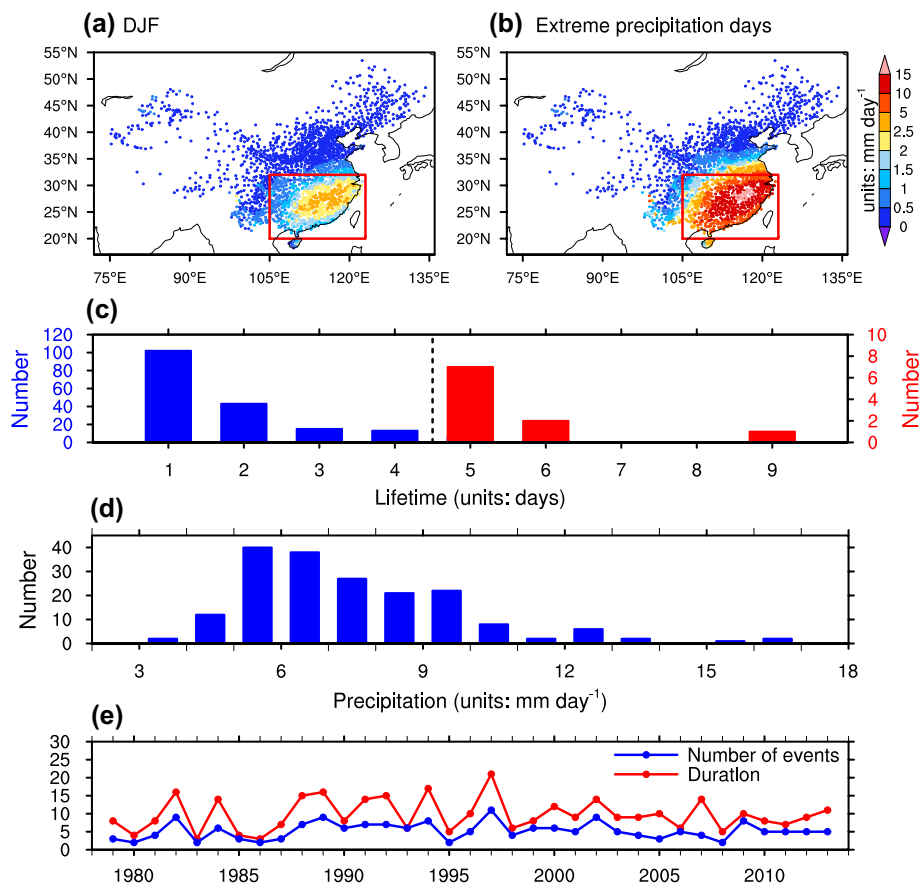 (a) DJF
(b) Extreme precipitation days
55°N
50°N
45°N
40°N
35°N
30°N
25°N
20°N
75°E 90°E 105°E 120°E 135°E
55°N
50°N
45°N
40°N
35°N
30°N
25°N
20°N
75°E 90°E 105°E 120°E 135°E
15
10
5
2.5
2
1.5
1
0.5
0
units: mm day⁻¹
(c)
120
100
80
60
40
20
0
Number
10
8
6
4
2
0
Number
1 2 3 4 5 6 7 8 9
Lifetime (units: days)
(d)
40
30
20
10
0
Number
3 6 9 12 15 18
Precipitation (units: mm day⁻¹)
(e)
30
25
20
15
10
5
0
Number of events
Duration
1980 1985 1990 1995 2000 2005 2010